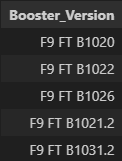 Booster_Version
F9 FT B1020
F9 FT B1022
F9 FT B1026
F9 FT B1021.2
F9 FT B1031.2